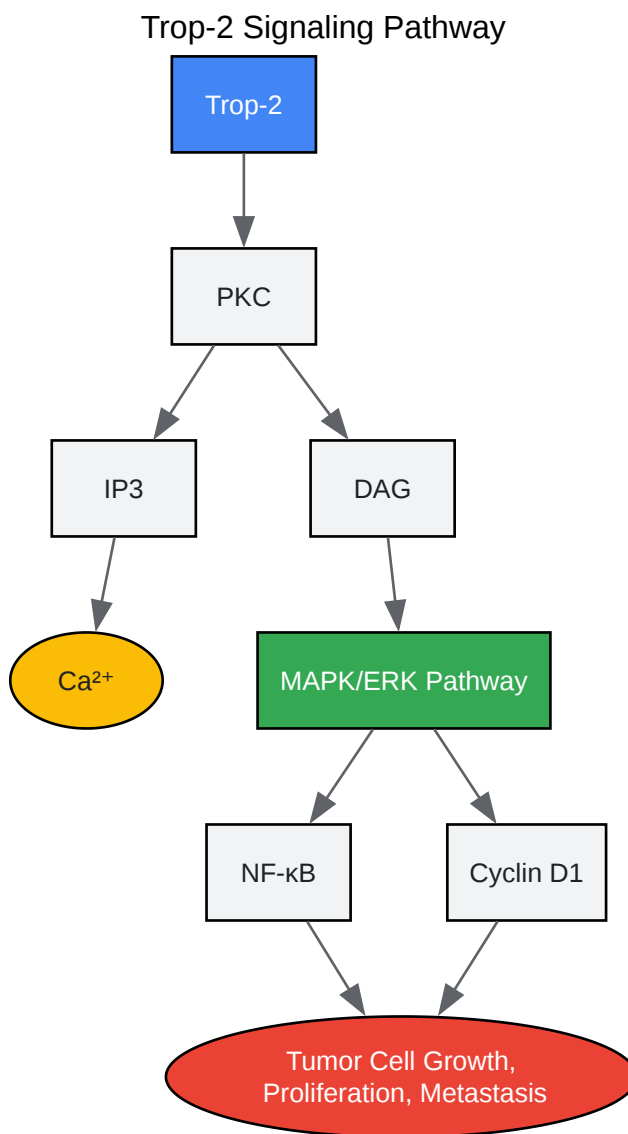 Trop-2 Signaling Pathway
Trop-2
PKC
IP3
DAG
Ca²⁺
MAPK/ERK Pathway
NF-κB
Cyclin D1
Tumor Cell Growth,
Proliferation, Metastasis